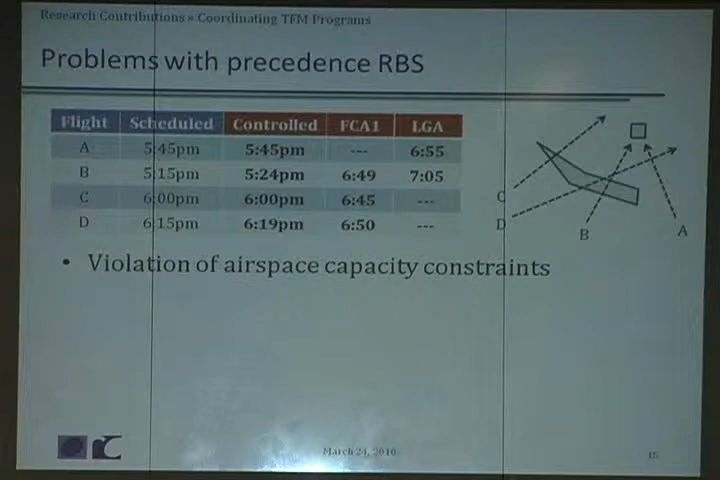 Research Contributions » Coordinating TFM Programs
Problems with precedence RBS
Flight Scheduled Controlled FCA1 LGA
A 5:45pm 5:45pm --- 6:55
B 5:15pm 5:24pm 6:49 7:05
C 6:00pm 6:00pm 6:45 ---
D 6:15pm 6:19pm 6:50 ---
C
D
B
A
• Violation of airspace capacity constraints
March 24, 2010